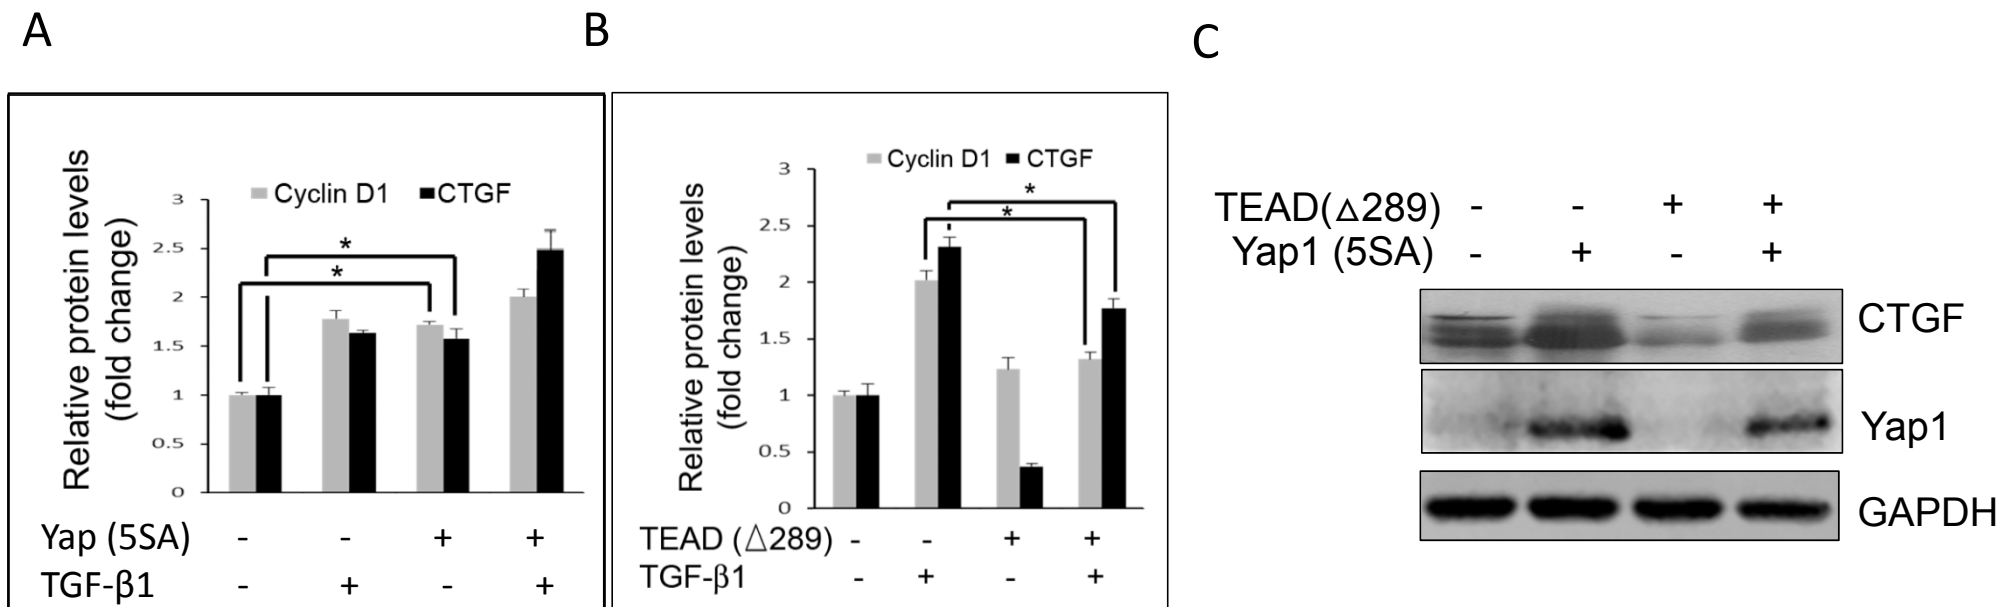 A
Relative protein levels
(fold change)
3
2.5
2
1.5
1
0.5
0
Cyclin D1 CTGF
*
*
Yap (5SA) - - + +
TGF-β1 - + - +
B
Relative protein levels
(fold change)
3
2.5
2
1.5
1
0.5
0
Cyclin D1 CTGF
*
*
TEAD (△289) - - + +
TGF-β1 - + - +
C
TEAD(△289) - - + +
Yap1 (5SA) - + - +
CTGF
Yap1
GAPDH